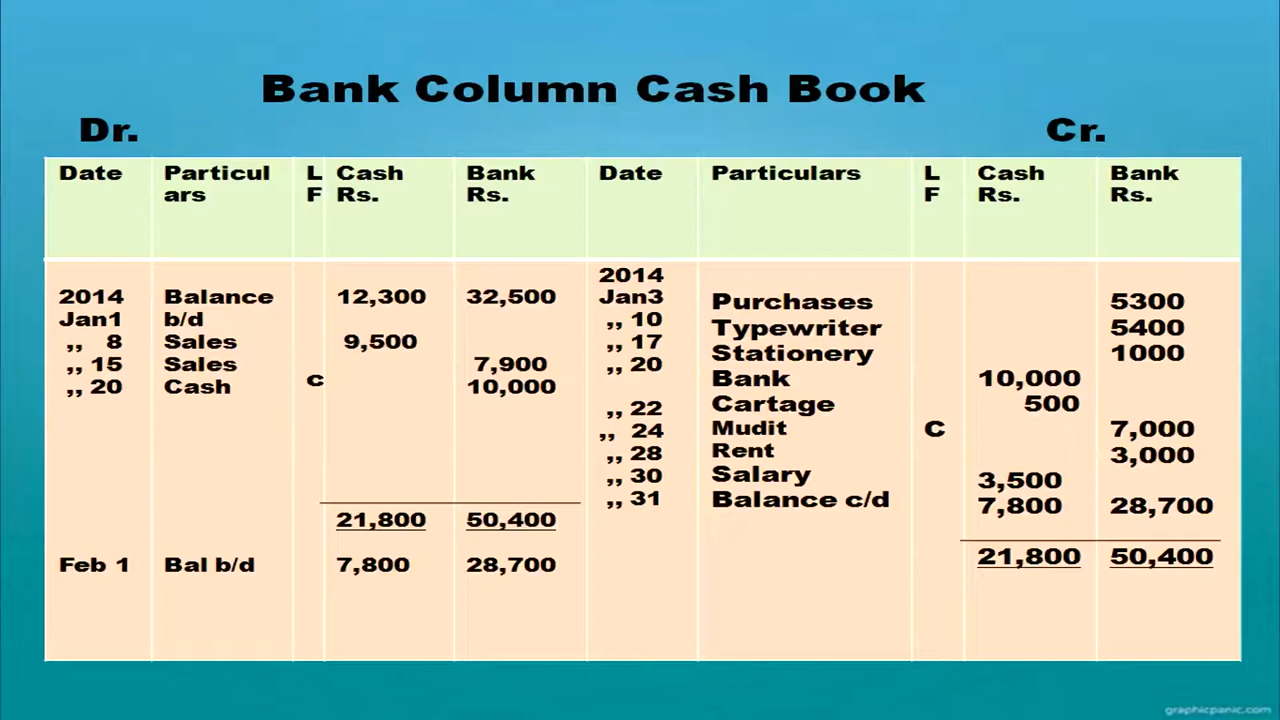 Bank Column Cash Book
Dr. Cr.
Date Particul L Cash Bank Date Particulars L Cash Bank
ars F Rs. Rs. F Rs. Rs.
2014
2014 Balance 12,300 32,500 Jan3 Purchases 5300
Jan1 b/d ,, 10 Typewriter 5400
,, 8 Sales 9,500 ,, 17 Stationery 1000
,, 15 Sales 7,900 ,, 20 Bank 10,000
,, 20 Cash C 10,000
,, 22 Cartage 500
,, 24 Mudit C 7,000
,, 28 Rent 3,000
,, 30 Salary 3,500
,, 31 Balance c/d 7,800 28,700
21,800 50,400
21,800 50,400
Feb 1 Bal b/d 7,800 28,700
graphicpanic.com